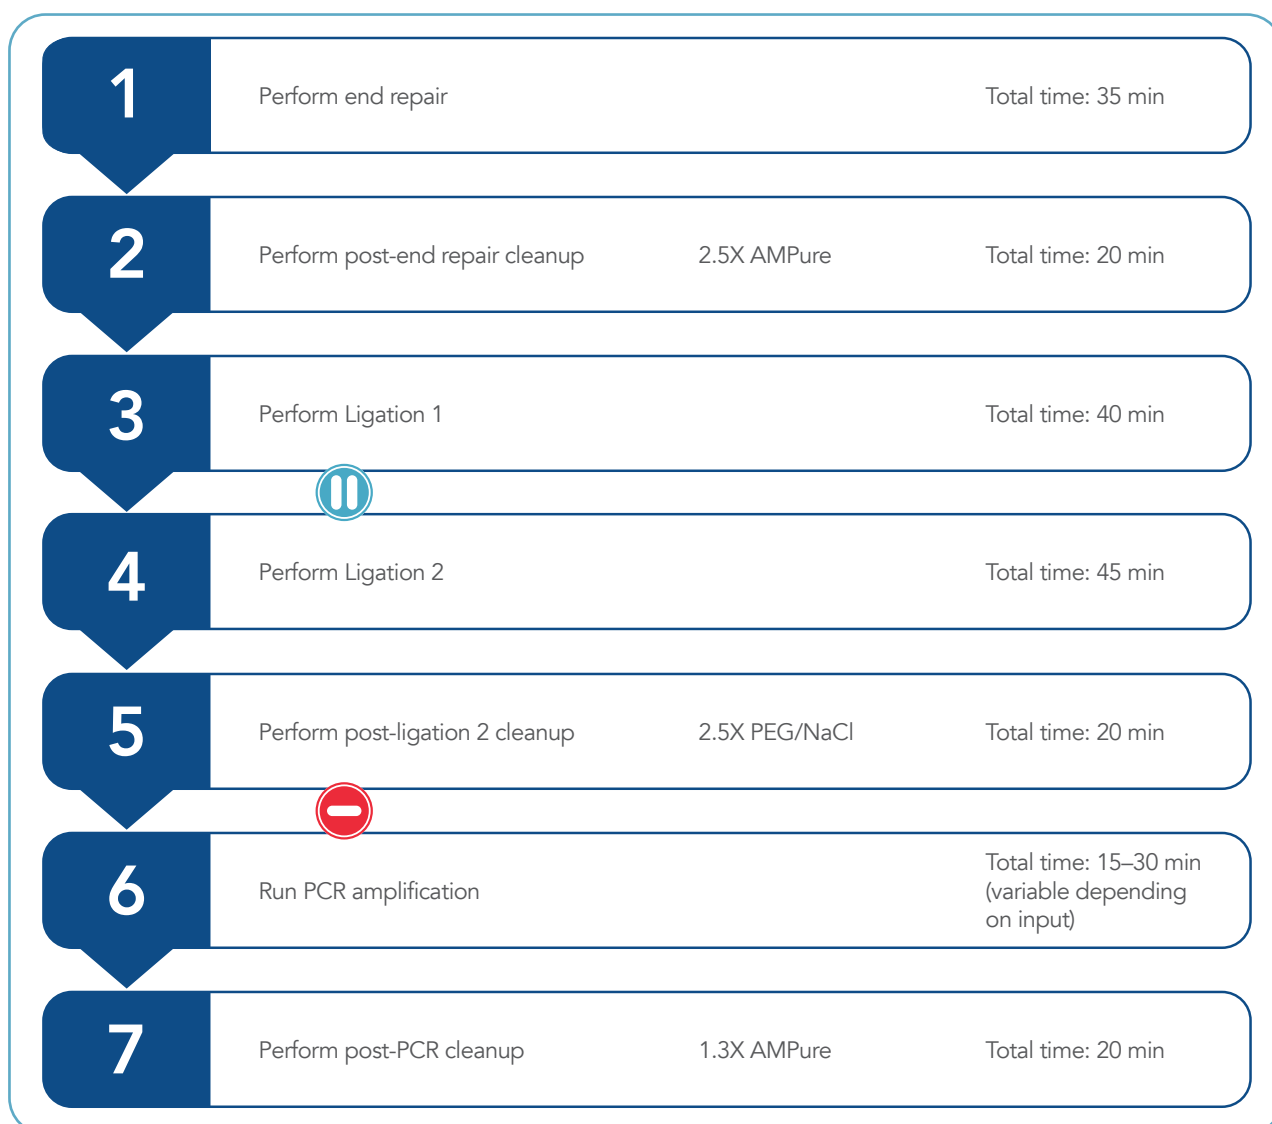 1
Perform end repair
Total time: 35 min
2
Perform post-end repair cleanup
2.5X AMPure
Total time: 20 min
3
Perform Ligation 1
Total time: 40 min
4
Perform Ligation 2
Total time: 45 min
5
Perform post-ligation 2 cleanup
2.5X PEG/NaCl
Total time: 20 min
6
Run PCR amplification
Total time: 15–30 min
(variable depending
on input)
7
Perform post-PCR cleanup
1.3X AMPure
Total time: 20 min